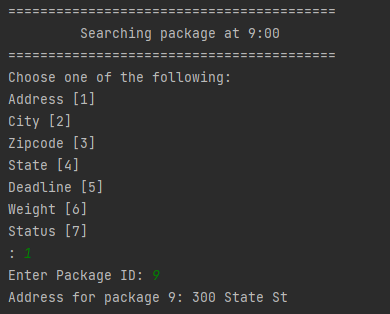 =========================================
Searching package at 9:00
=========================================
Choose one of the following:
Address [1]
City [2]
Zipcode [3]
State [4]
Deadline [5]
Weight [6]
Status [7]
: 1
Enter Package ID: 9
Address for package 9: 300 State St